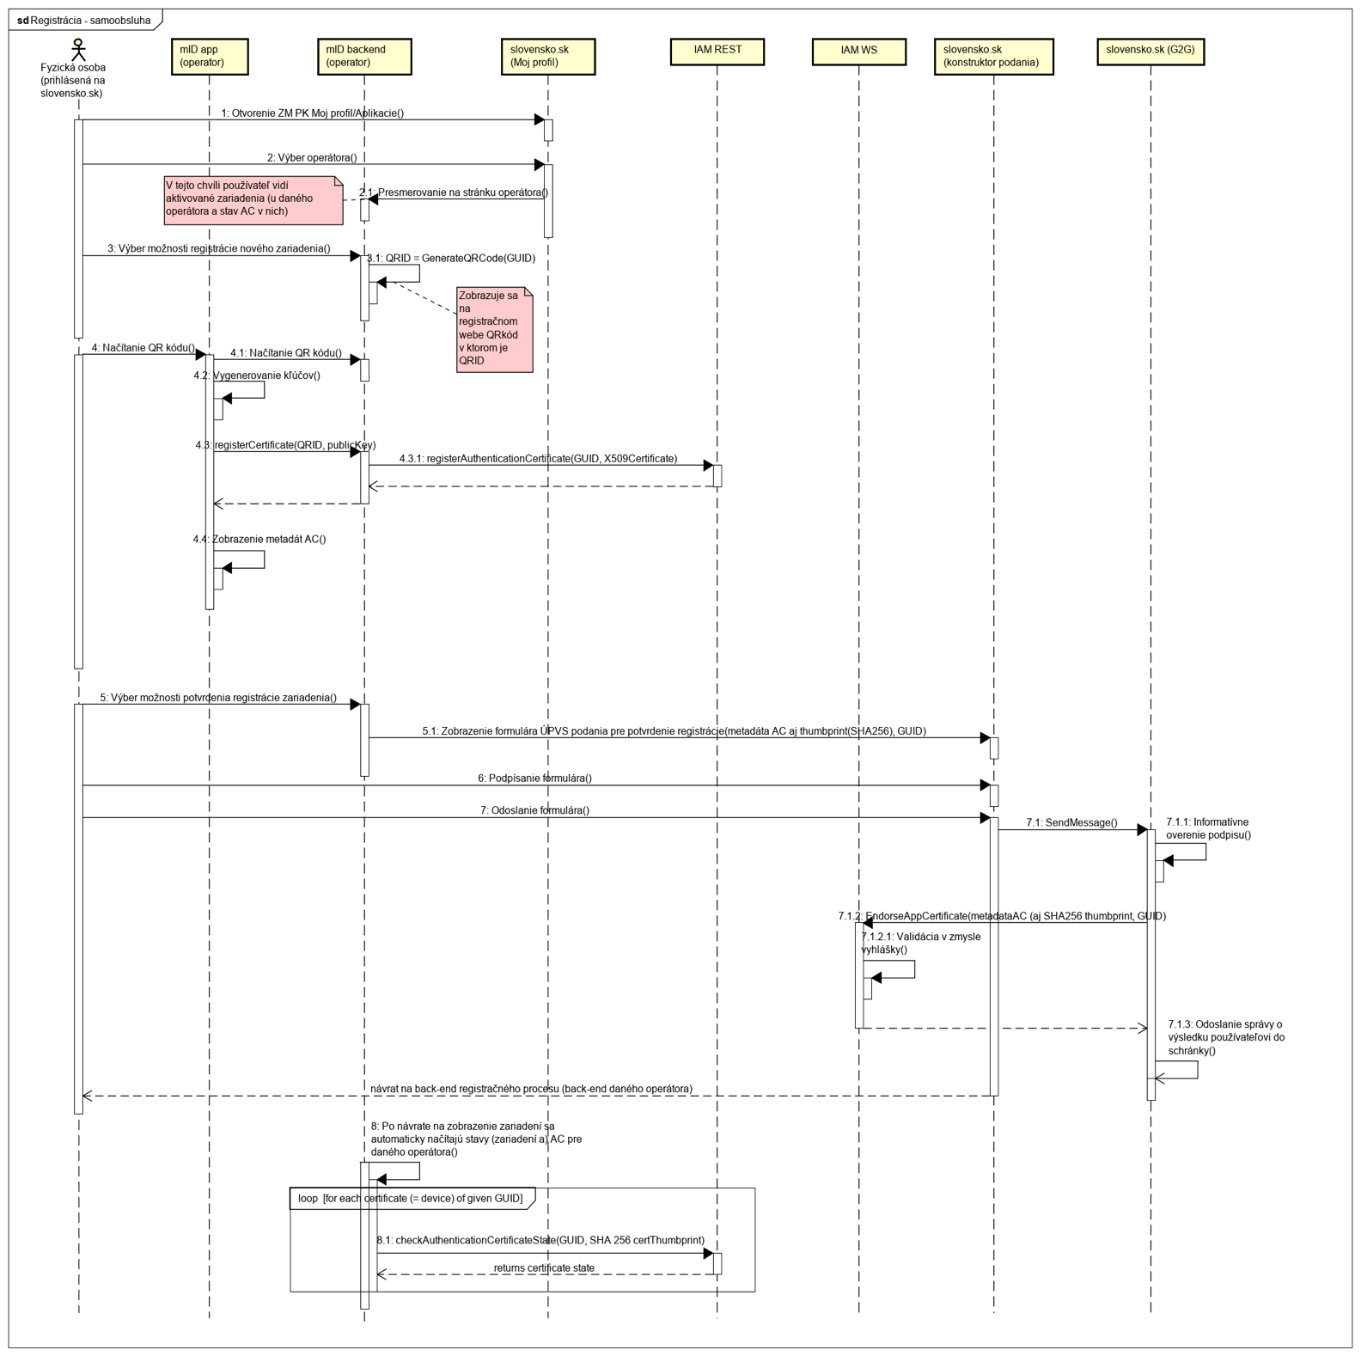 sd Registrácia - samoobsluha
Fyzická osoba
(prihlásená na
slovensko.sk)
mID app
(operator)
mID backend
(operator)
slovensko.sk
(Moj profil)
IAM REST
IAM WS
slovensko.sk
(konštruktor podania)
slovensko.sk (G2G)
1: Otvorenie ZM PK Moj profil/Aplikacie()
2: Výber operátora()
V tejto chvíli používateľ vidí
aktivované zariadenia (u daného
operátora a stav AC v nich)
2.1: Presmerovanie na stránku operátora()
3: Výber možnosti registrácie nového zariadenia()
3.1: QRID = GenerateQRCode(GUID)
Zobrazuje sa
na
registračnom
webe QRkód
v ktorom je
QRID
4: Načítanie QR kódu()
4.1: Načítanie QR kódu()
4.2: Vygenerovanie kľúčov()
4.3: registerCertificate(QRID, publicKey)
4.3.1: registerAuthenticationCertificate(GUID, X509Certificate)
4.4: Zobrazenie metadát AC()
5: Výber možnosti potvrdenia registrácie zariadenia()
5.1: Zobrazenie formulára ÚPVS podania pre potvrdenie registrácie(metadáta AC aj thumbprint(SHA256), GUID)
6: Podpísanie formulára()
7: Odoslanie formulára()
7.1: SendMessage()
7.1.1: Informatívne
overenie podpisu()
7.1.2: EndorseAppCertificate(metadataAC (aj SHA256 thumbprint, GUID)
7.1.2.1: Validácia v zmysle
vyhlášky()
7.1.3: Odoslanie správy o
výsledku používateľovi do
schránky()
návrat na back-end registračného procesu (back-end daného operátora)
8: Po návrate na zobrazenie zariadení sa
automaticky načítajú stavy (zariadení a) AC pre
daného operátora()
loop [for each certificate (= device) of given GUID]
8.1: checkAuthenticationCertificateState(GUID, SHA 256 certThumbprint)
returns certificate state